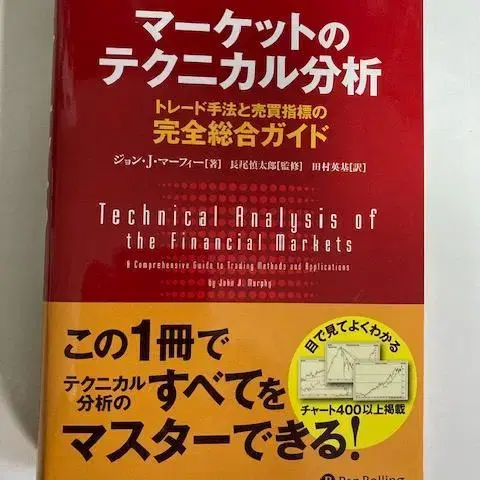 マーケットの
テクニカル分析
トレード手法と売買指標の
完全総合ガイド
ジョン・J・マーフィー[著] 長尾慎太郎[監修] 田村英基[訳]
Technical Analysis of
the Financial Markets
A Comprehensive Guide to Trading Methods and Applications
by John J. Murphy
この1冊で
テクニカル
分析の
すべてを
マスターできる!
目で見てよくわかる
チャート400以上掲載
Pan Rolling